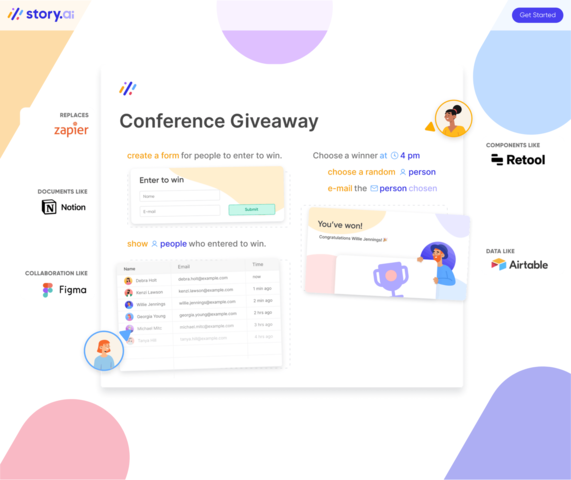 story.ai
Get Started
Conference Giveaway
REPLACES
zapier
DOCUMENTS LIKE
Notion
COLLABORATION LIKE
Figma
COMPONENTS LIKE
Retool
DATA LIKE
Airtable
create a form for people to enter to win.
Enter to win
Name
E-mail
Submit
show people who entered to win.
Name Email Time
Debra Holt debra.holt@example.com now
Kenzi Lawson kenzi.lawson@example.com 1 min ago
Willie Jennings willie.jennings@example.com 2 min ago
Georgia Young georgia.young@example.com 2 hrs ago
Michael Mitz michael.mitz@example.com 3 hrs ago
Tanya Hill tanya.hill@example.com 4 hrs ago
Choose a winner at 4 pm
choose a random person
e-mail the person chosen
You've won!
Congratulations Willie Jennings!